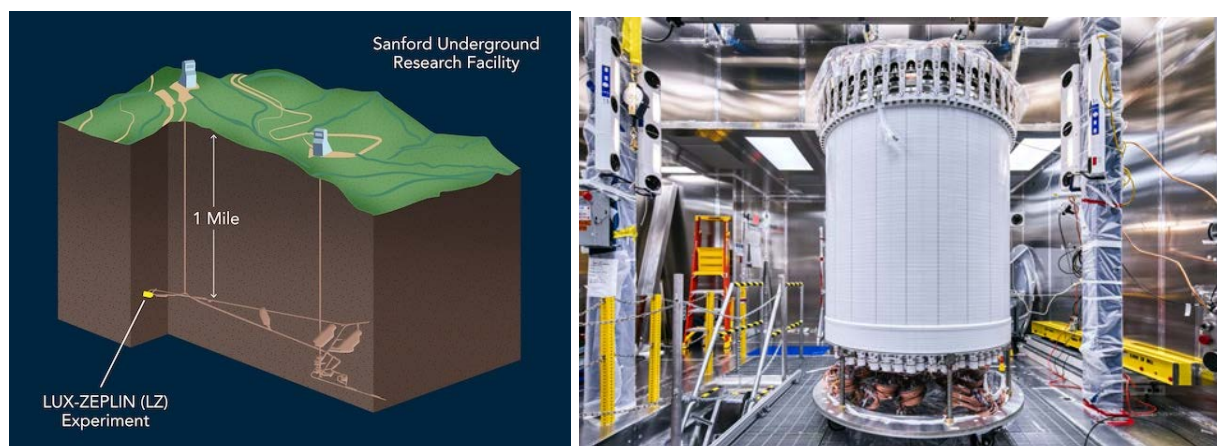 Sanford Underground
Research Facility
1 Mile
LUX-ZEPLIN (LZ)
Experiment